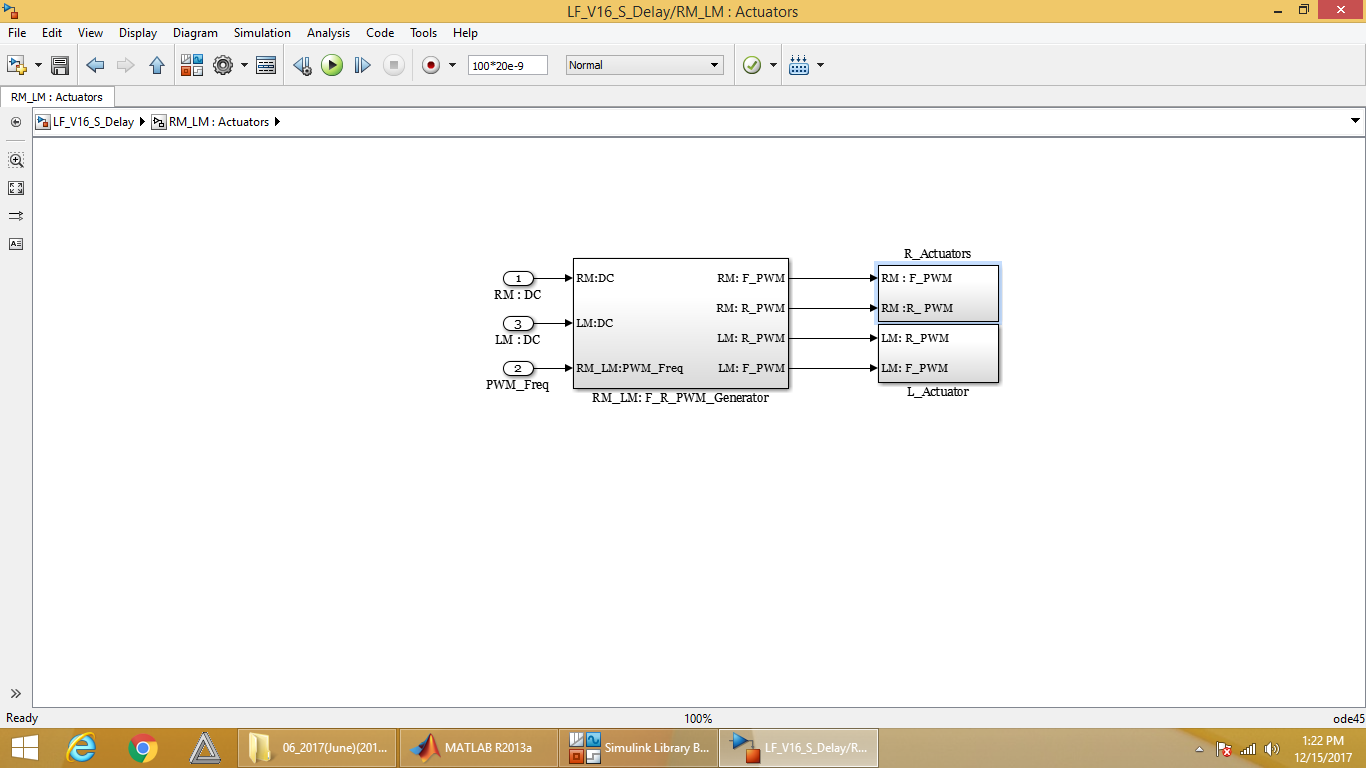 LF_V16_S_Delay/RM_LM : Actuators
File Edit View Display Diagram Simulation Analysis Code Tools Help
100*20e-9 Normal
RM_LM : Actuators
LF_V16_S_Delay RM_LM : Actuators
R_Actuators
1 RM:DC RM: F_PWM RM : F_PWM
RM : DC
RM: R_PWM RM :R_ PWM
3 LM:DC
LM : DC
LM: R_PWM LM: R_PWM
2 RM_LM:PWM_Freq LM: F_PWM LM: F_PWM
PWM_Freq
RM_LM: F_R_PWM_Generator
L_Actuator
Ready 100% ode45
06_2017(June)(201... MATLAB R2013a Simulink Library B... LF_V16_S_Delay/R...
1:22 PM
12/15/2017